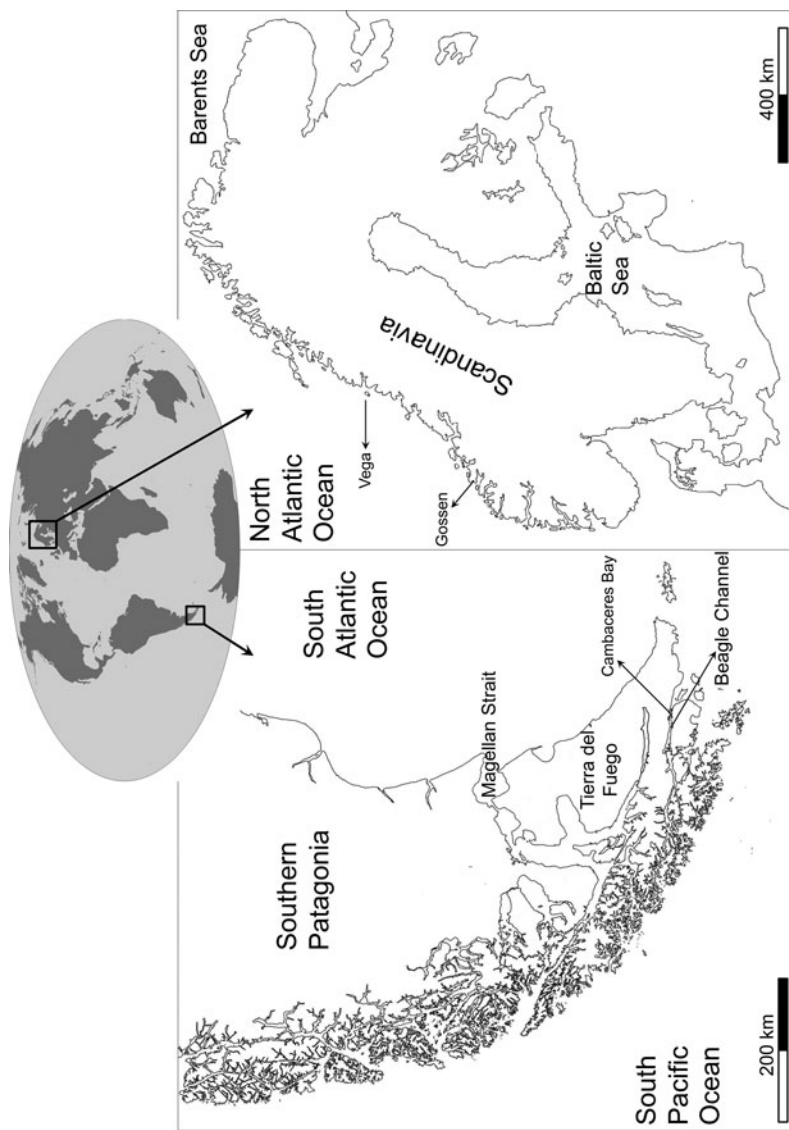 Southern
Patagonia
South
Atlantic
Ocean
Magellan Strait
Tierra del
Fuego
Cambaceres Bay
Beagle Channel
South
Pacific
Ocean
200 km
North
Atlantic
Ocean
Barents Sea
Vega
Gossen
Scandinavia
Baltic
Sea
400 km